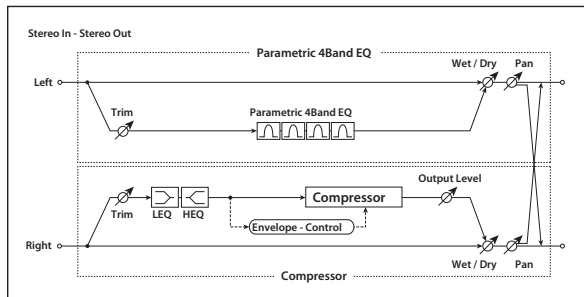 Stereo In - Stereo Out
Parametric 4Band EQ
Wet / Dry
Pan
Left
Trim
Parametric 4Band EQ
Output Level
Trim
LEQ
HEQ
Compressor
Envelope - Control
Right
Wet / Dry
Pan
Compressor